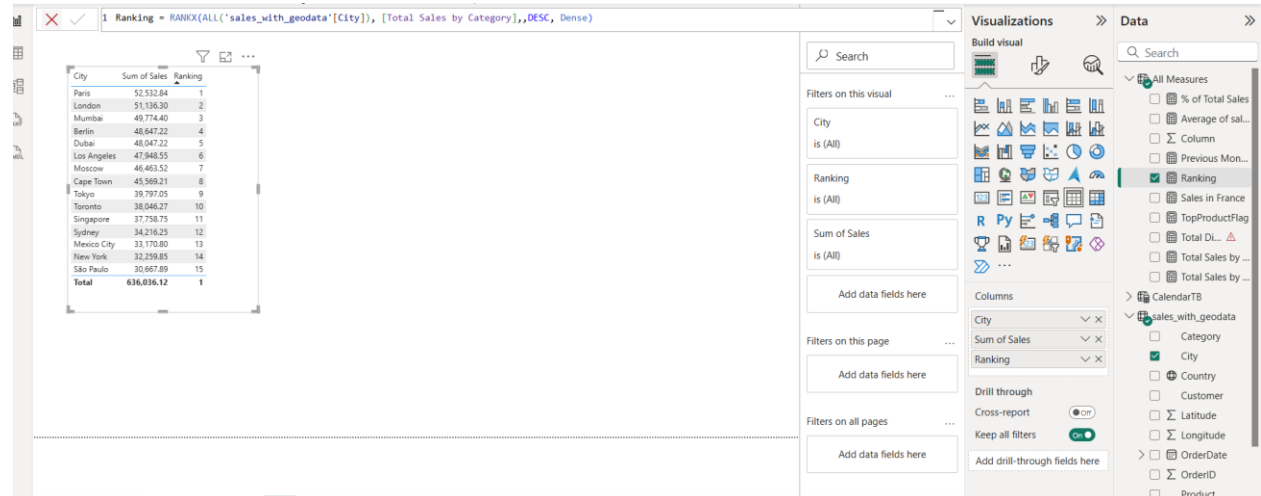 1 Ranking = RANKX(ALL('sales_with_geodata'[City]), [Total Sales by Category],,DESC, Dense)
City Sum of Sales Ranking
Paris 52,532.84 1
London 51,136.30 2
Mumbai 49,774.40 3
Berlin 48,647.22 4
Dubai 48,047.22 5
Los Angeles 47,948.55 6
Moscow 46,463.52 7
Cape Town 45,569.21 8
Tokyo 39,797.05 9
Toronto 38,046.27 10
Singapore 37,758.75 11
Sydney 34,216.25 12
Mexico City 33,170.80 13
New York 32,259.85 14
São Paulo 30,667.89 15
Total 636,036.12 1
Search
Filters on this visual ...
City
is (All)
Ranking
is (All)
Sum of Sales
is (All)
Add data fields here
Filters on this page ...
Add data fields here
Filters on all pages ...
Add data fields here
Visualizations
Build visual
123
R Py
...
Columns
City
Sum of Sales
Ranking
Drill through
Cross-report Off
Keep all filters On
Add drill-through fields here
Data
Search
All Measures
% of Total Sales
Average of sal...
Column
Previous Mon...
Ranking
Sales in France
TopProductFlag
Total Di...
Total Sales by ...
Total Sales by ...
CalendarTB
sales_with_geodata
Category
City
Country
Customer
Latitude
Longitude
OrderDate
OrderID
Product